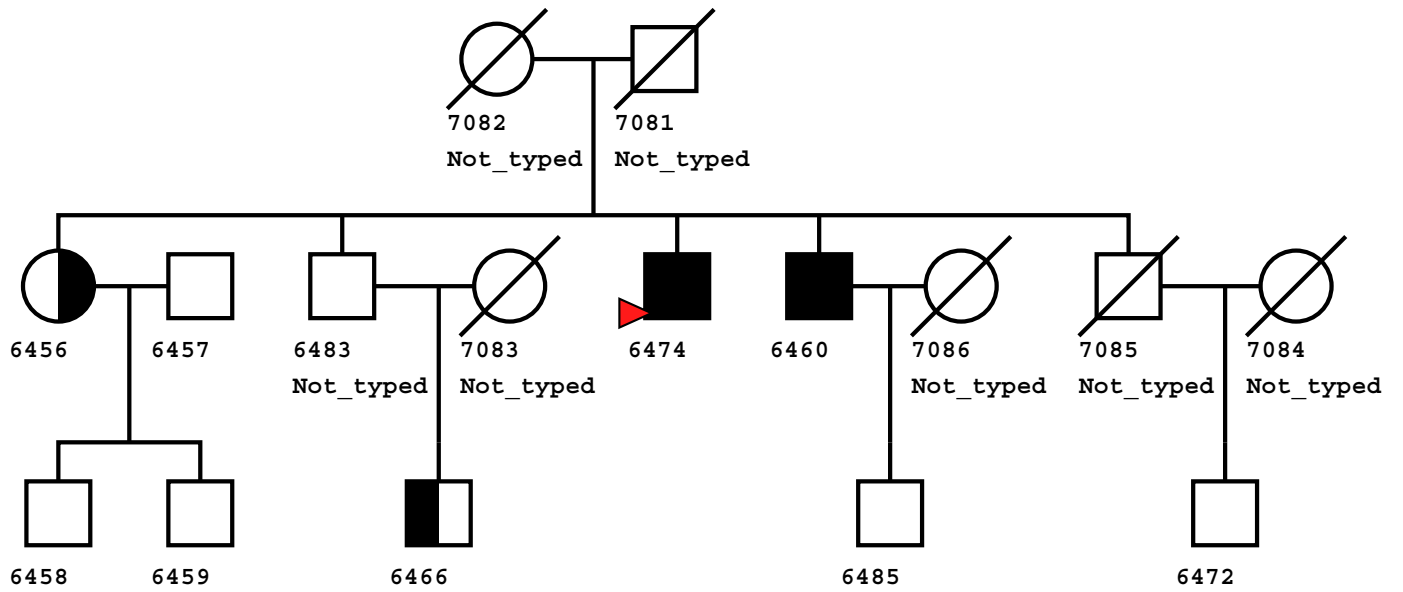 7082 7081
Not_typed Not_typed
6456 6457 6483 7083 6474 6460 7086 7085 7084
Not_typed Not_typed Not_typed Not_typed Not_typed
6458 6459 6466 6485 6472